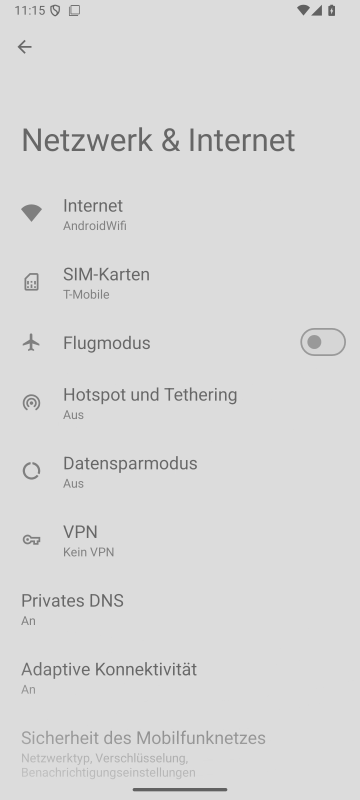 11:15
Netzwerk & Internet
Internet
AndroidWifi
SIM-Karten
T-Mobile
Flugmodus
Hotspot und Tethering
Aus
Datensparmodus
Aus
VPN
Kein VPN
Privates DNS
An
Adaptive Konnektivität
An
Sicherheit des Mobilfunknetzes
Netzwerktyp, Verschlüsselung,
Benachrichtigungseinstellungen